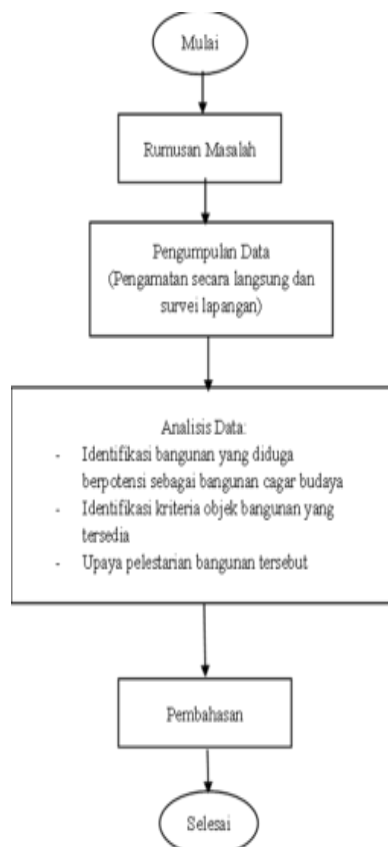 Mulai
Rumusan Masalah
Pengumpulan Data
(Pengamatan secara langsung dan
survei lapangan)
Analisis Data:
- Identifikasi bangunan yang diduga
berpotensi sebagai bangunan cagar budaya
- Identifikasi kriteria objek bangunan yang
tersedia
- Upaya pelestarian bangunan tersebut
Pembahasan
Selesai